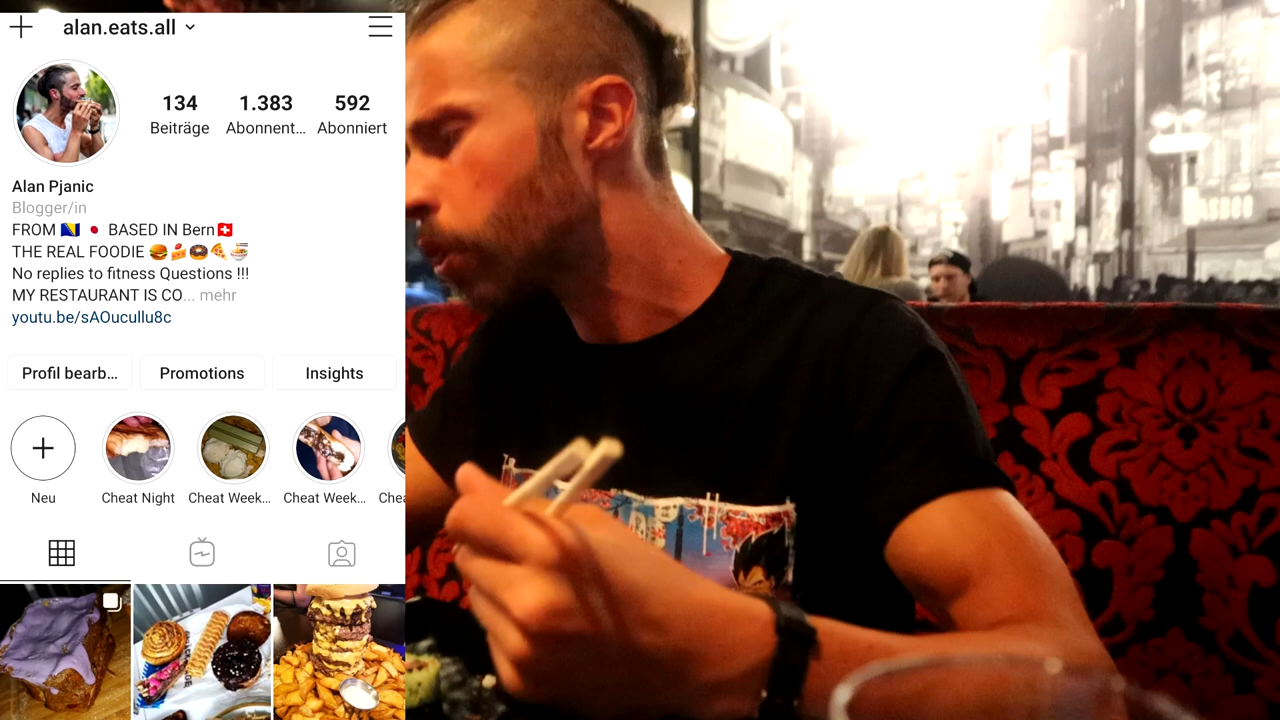 alan.eats.all
134
1.383
592
Beiträge
Abonnent...
Abonniert
Alan Pjanic
Blogger/in
FROM 🇧🇦 🇯🇵 BASED IN Bern🇨🇭
THE REAL FOODIE 🍔🍰🍩🍕🍜
No replies to fitness Questions !!!
MY RESTAURANT IS CO... mehr
youtu.be/sAOucullu8c
Profil bearb...
Promotions
Insights
Neu
Cheat Night
Cheat Week...
Cheat Week...
Chea